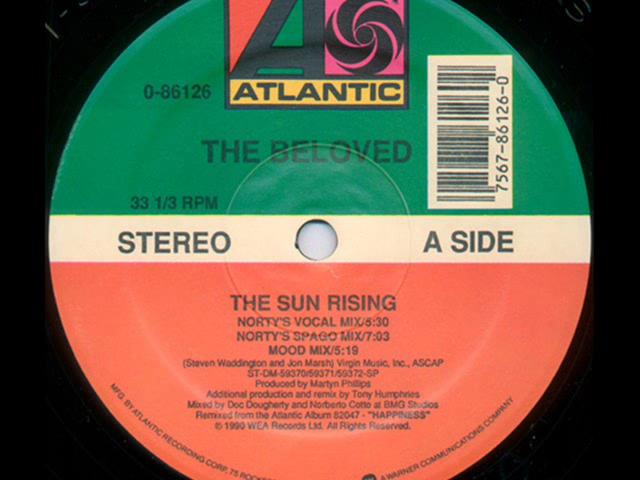 0-86126
ATLANTIC
7567-86126-0
THE BELOVED
33 1/3 RPM
STEREO
A SIDE
THE SUN RISING
NORTY'S VOCAL MIX/5:30
NORTY'S SPAGO MIX/7:03
MOOD MIX/5:19
(Steven Waddington and Jon Marsh) Virgin Music, Inc., ASCAP
ST-DM-59370/59371/59372-SP
Produced by Martyn Phillips
Additional production and remix by Tony Humphries
Mixed by Doc Dougherty and Norberto Cotto at BMG Studios
Remixed from the Atlantic Album 82047 - "HAPPINESS"
© 1990 WEA Records Ltd. All Rights Reserved.
MFG. BY ATLANTIC RECORDING CORP., 75
A WARNER COMMUNICATIONS COMPANY